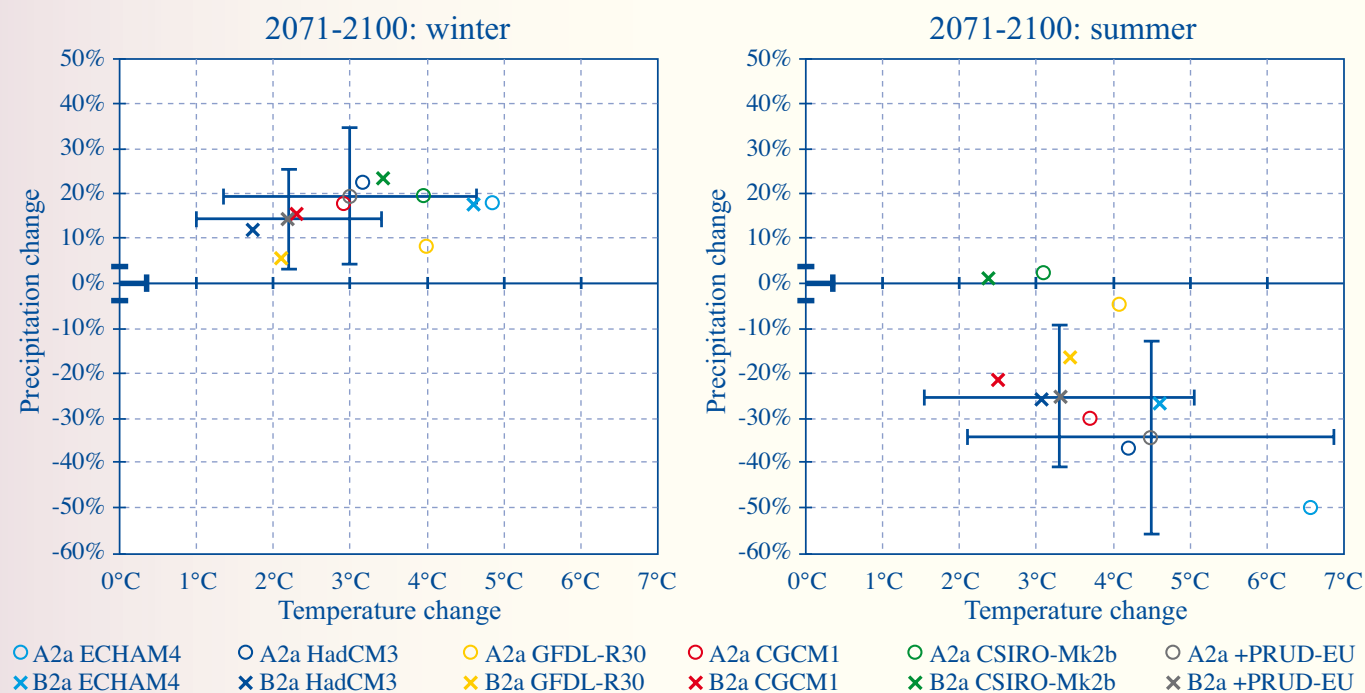 2071-2100: winter
50%
40%
30%
20%
10%
0%
-10%
-20%
-30%
-40%
-50%
-60%
Precipitation change
0°C 1°C 2°C 3°C 4°C 5°C 6°C 7°C
Temperature change
2071-2100: summer
50%
40%
30%
20%
10%
0%
-10%
-20%
-30%
-40%
-50%
-60%
Precipitation change
0°C 1°C 2°C 3°C 4°C 5°C 6°C 7°C
Temperature change
A2a ECHAM4 A2a HadCM3 A2a GFDL-R30 A2a CGCM1 A2a CSIRO-Mk2b A2a +PRUD-EU
B2a ECHAM4 B2a HadCM3 B2a GFDL-R30 B2a CGCM1 B2a CSIRO-Mk2b B2a +PRUD-EU